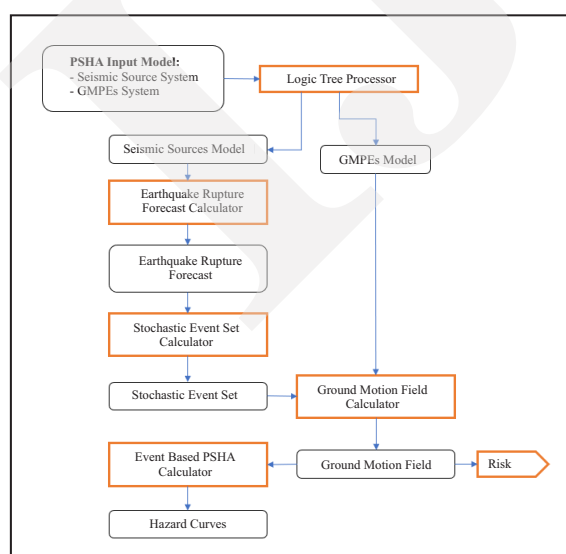 PSHA Input Model:
- Seismic Source System
- GMPEs System
Logic Tree Processor
Seismic Sources Model
GMPEs Model
Earthquake Rupture
Forecast Calculator
Earthquake Rupture
Forecast
Stochastic Event Set
Calculator
Stochastic Event Set
Ground Motion Field
Calculator
Event Based PSHA
Calculator
Ground Motion Field
Risk
Hazard Curves